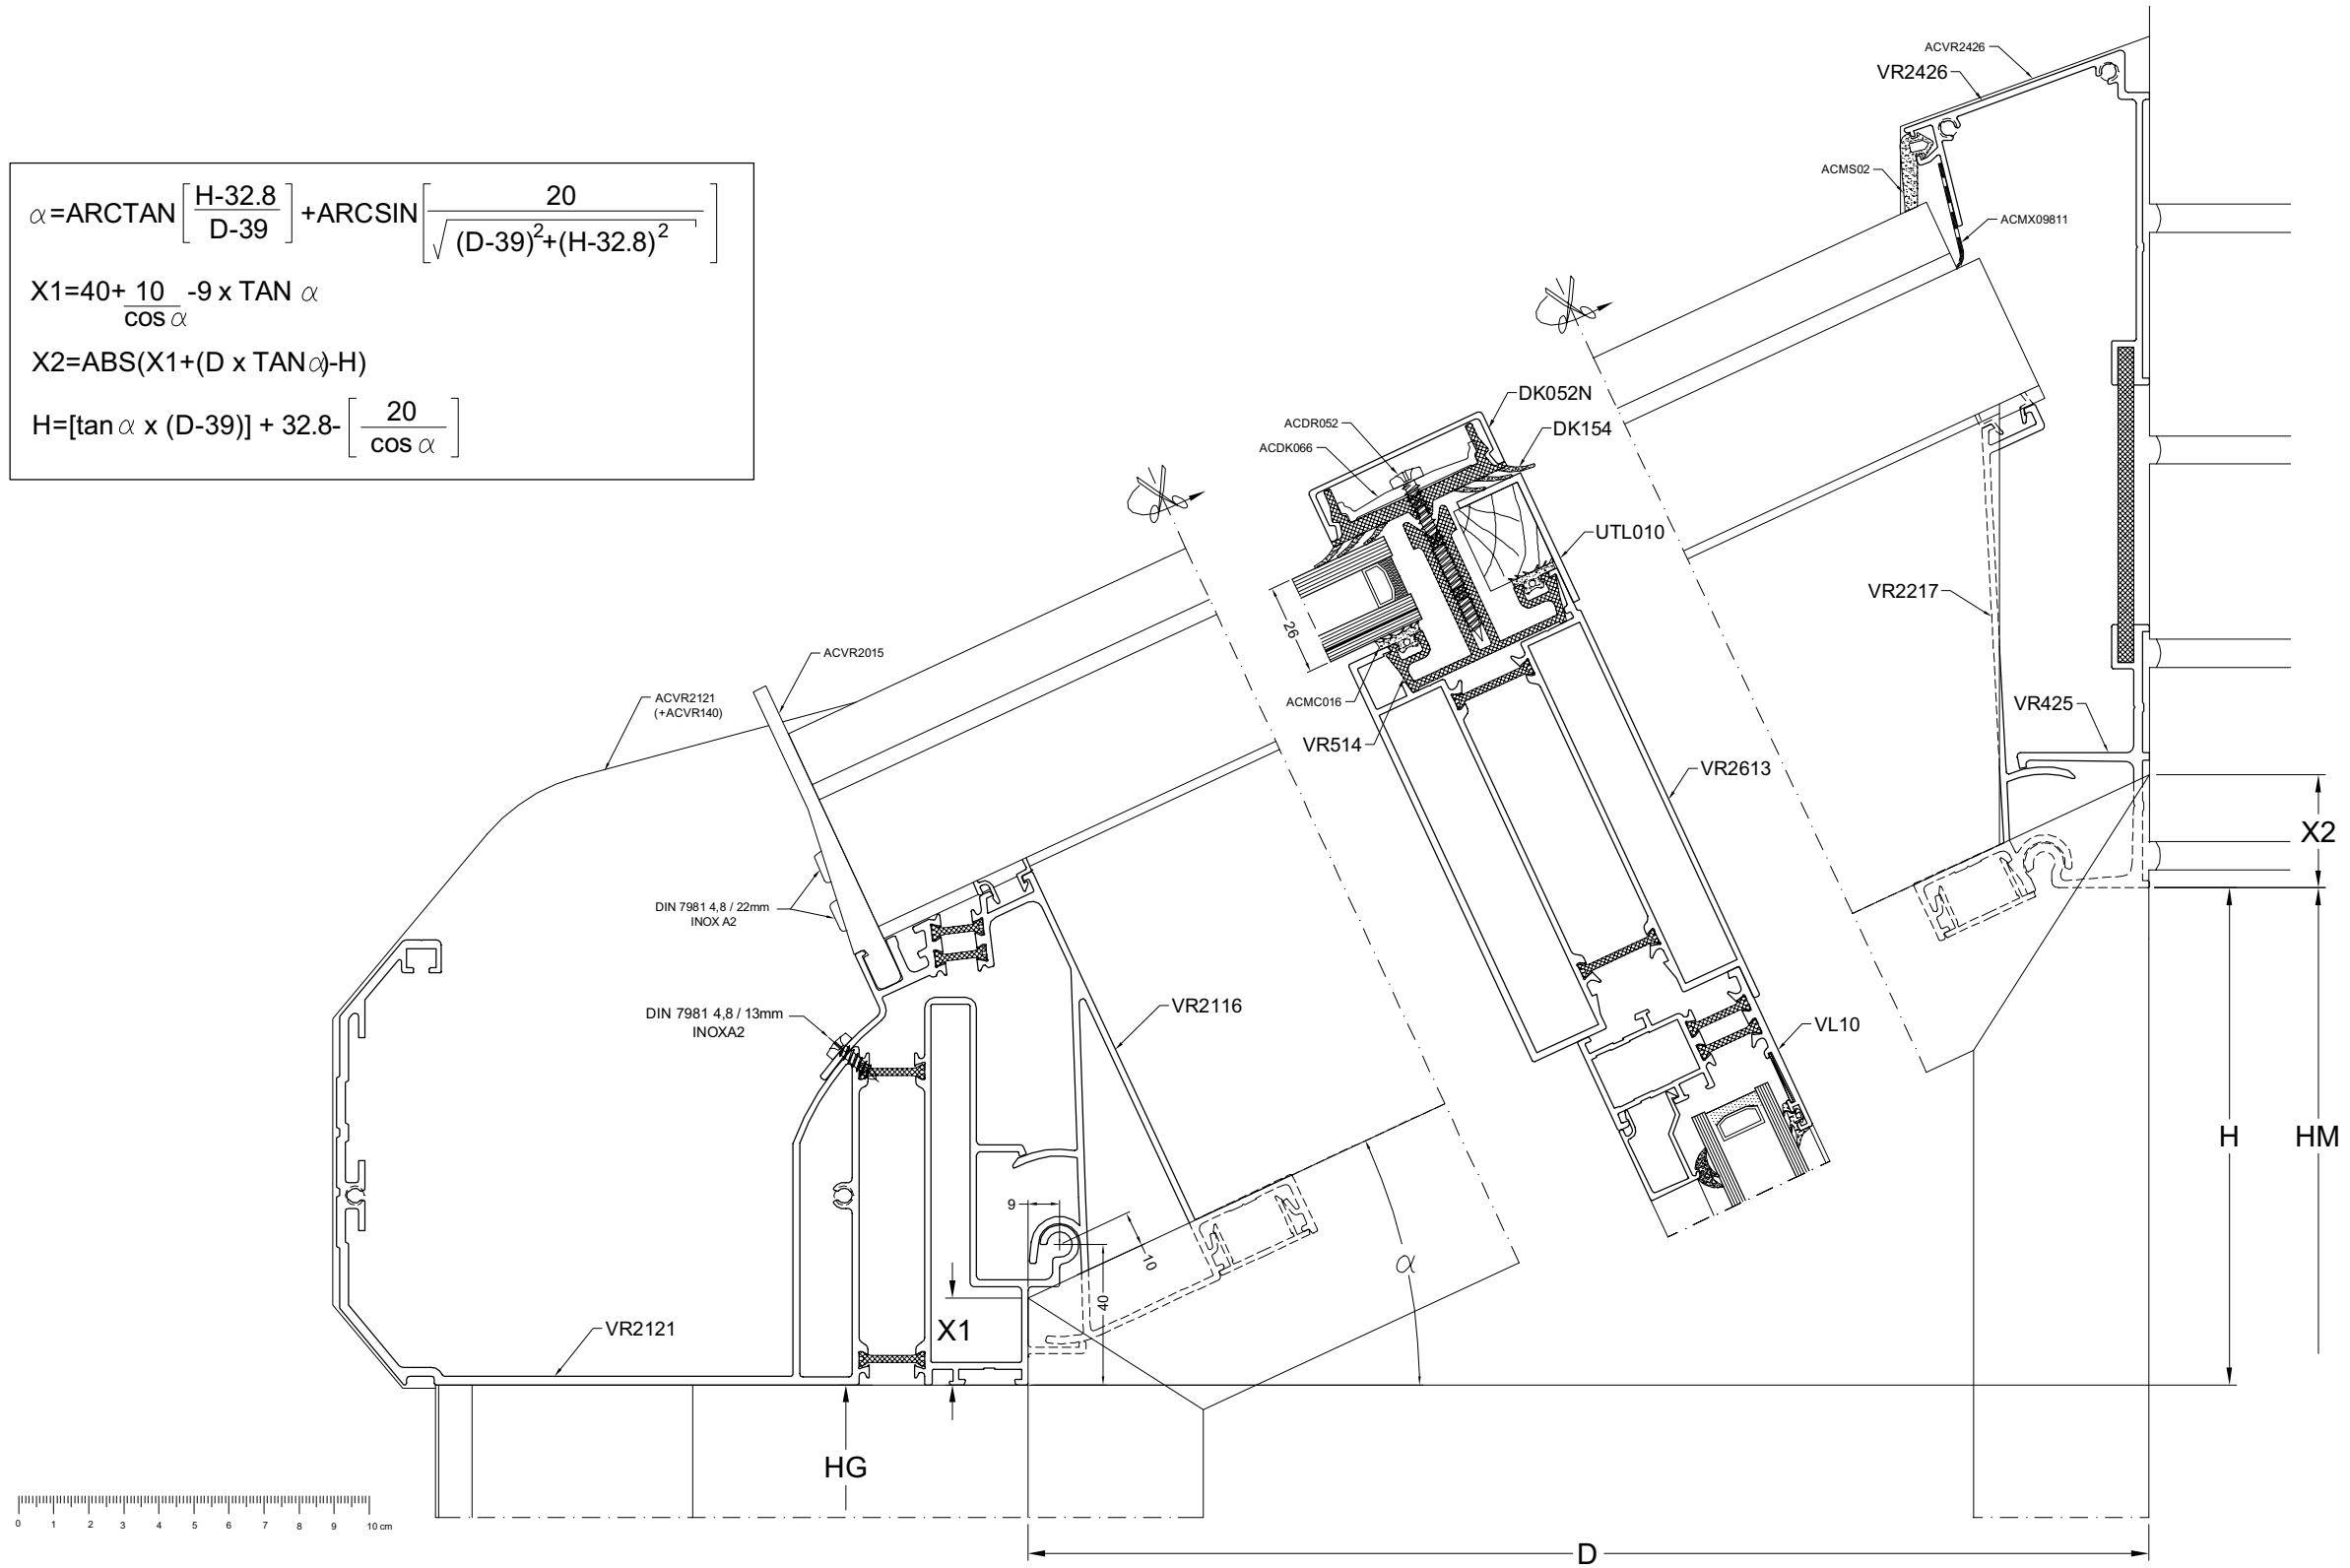 α=ARCTAN[H-32.8/D-39]+ARCSIN[20/√(D-39)²+(H-32.8)²]
X1=40+10/cos α -9 x TAN α
X2=ABS(X1+(D x TANα)-H)
H=[tan α x (D-39)] + 32.8-[20/cos α]
ACVR2426
VR2426
ACMS02
ACMX09811
DK052N
ACDR052
DK154
ACDK066
UTL010
26
VR2217
ACVR2015
ACVR2121
(+ACVR140)
ACMC016
VR514
VR425
VR2613
X2
DIN 7981 4,8 / 22mm
INOX A2
VR2116
DIN 7981 4,8 / 13mm
INOXA2
VL10
H
HM
9
10
α
40
X1
VR2121
HG
0 1 2 3 4 5 6 7 8 9 10 cm
D